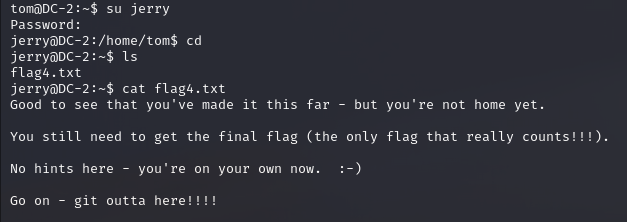 tom@DC-2:~$ su jerry
Password:
jerry@DC-2:/home/tom$ cd
jerry@DC-2:~$ ls
flag4.txt
jerry@DC-2:~$ cat flag4.txt
Good to see that you've made it this far - but you're not home yet.
You still need to get the final flag (the only flag that really counts!!!).
No hints here - you're on your own now.  :-)
Go on - git outta here!!!!